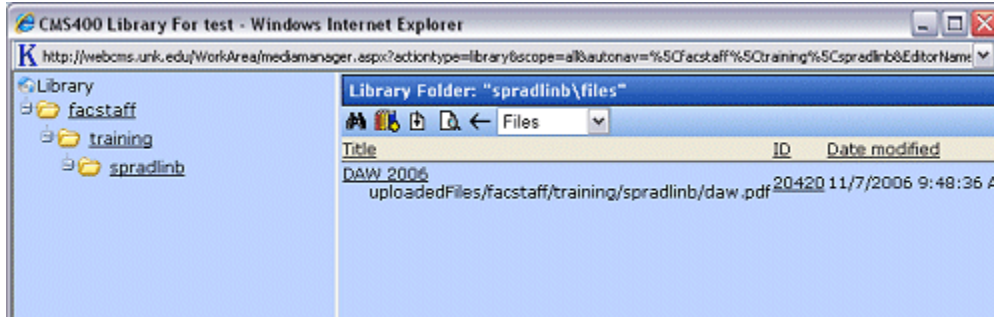 CMS400 Library For test - Windows Internet Explorer
http://webcms.unk.edu/WorkArea/mediamanager.aspx?actiontype=library&scope=all&autonav=%5Cfacstaff%5Ctraining%5Cspradlinb&EditorName
Library
facstaff
training
spradlinb
Library Folder: "spradlinb\files"
Files
Title ID Date modified
DAW 2006
uploadedFiles/facstaff/training/spradlinb/daw.pdf 20420 11/7/2006 9:48:36 A